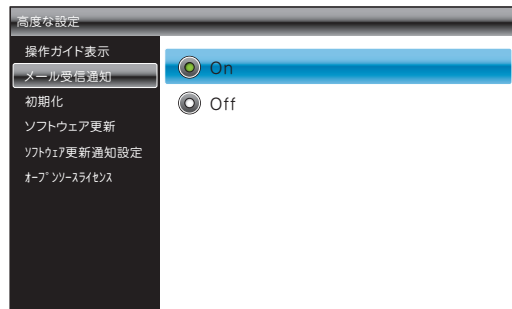 高度な設定
操作ガイド表示
メール受信通知
初期化
ソフトウェア更新
ｿﾌﾄｳｪｱ更新通知設定
ｵｰﾌﾟﾝｿｰｽﾗｲｾﾝｽ
On
Off